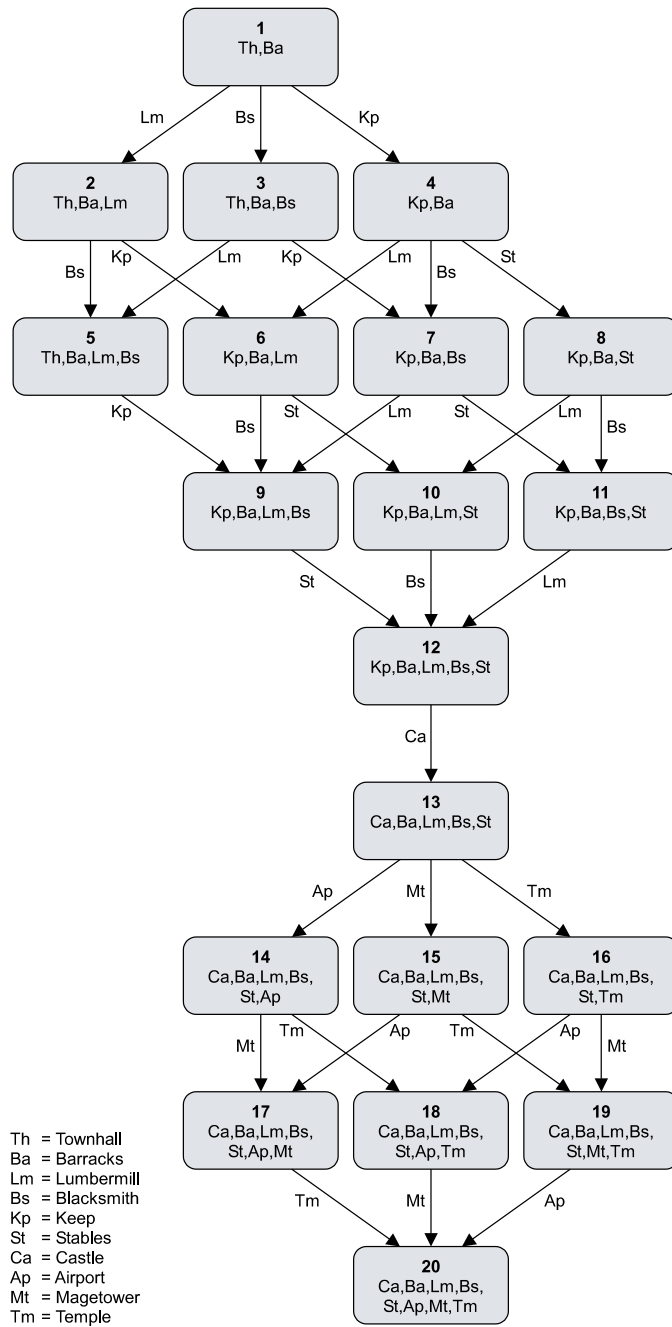 1
Th,Ba
Lm
Bs
Kp
2
Th,Ba,Lm
3
Th,Ba,Bs
4
Kp,Ba
Bs
Kp
Lm
Kp
Lm
Bs
St
5
Th,Ba,Lm,Bs
6
Kp,Ba,Lm
7
Kp,Ba,Bs
8
Kp,Ba,St
Kp
Bs
St
Lm
St
Lm
Bs
9
Kp,Ba,Lm,Bs
10
Kp,Ba,Lm,St
11
Kp,Ba,Bs,St
St
Bs
Lm
12
Kp,Ba,Lm,Bs,St
Ca
13
Ca,Ba,Lm,Bs,St
Ap
Mt
Tm
14
Ca,Ba,Lm,Bs,
St,Ap
15
Ca,Ba,Lm,Bs,
St,Mt
16
Ca,Ba,Lm,Bs,
St,Tm
Mt
Tm
Ap
Tm
Ap
Mt
17
Ca,Ba,Lm,Bs,
St,Ap,Mt
18
Ca,Ba,Lm,Bs,
St,Ap,Tm
19
Ca,Ba,Lm,Bs,
St,Mt,Tm
Tm
Mt
Ap
20
Ca,Ba,Lm,Bs,
St,Ap,Mt,Tm
Th = Townhall
Ba = Barracks
Lm = Lumbermill
Bs = Blacksmith
Kp = Keep
St = Stables
Ca = Castle
Ap = Airport
Mt = Magetower
Tm = Temple